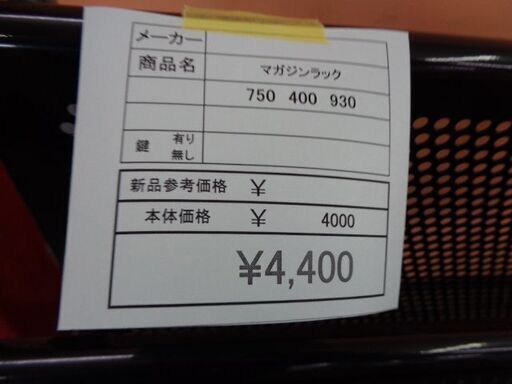 メーカー
商品名 マガジンラック
750 400 930
鍵 有り
無し
新品参考価格 ¥
本体価格 ¥ 4000
¥4,400